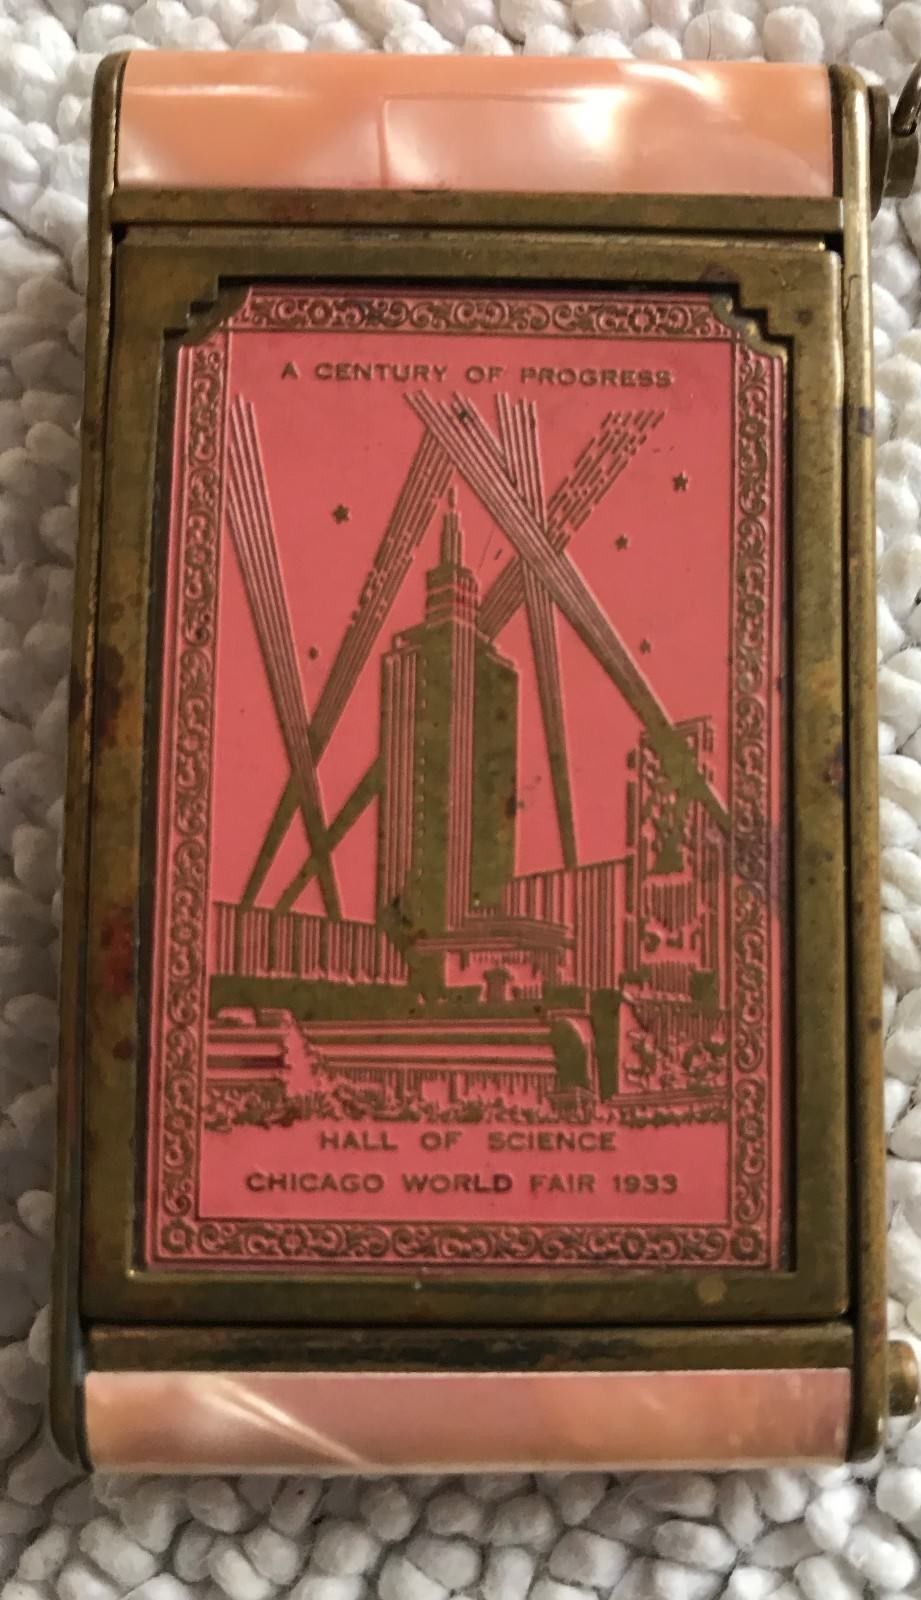 A CENTURY OF PROGRESS
HALL OF SCIENCE
CHICAGO WORLD FAIR 1933